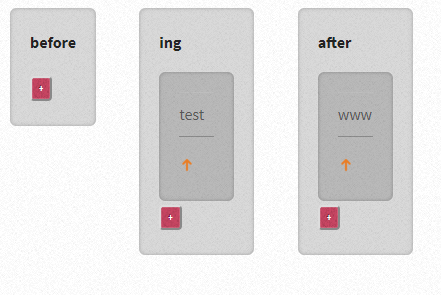 before
+
ing
test
+
after
www
+